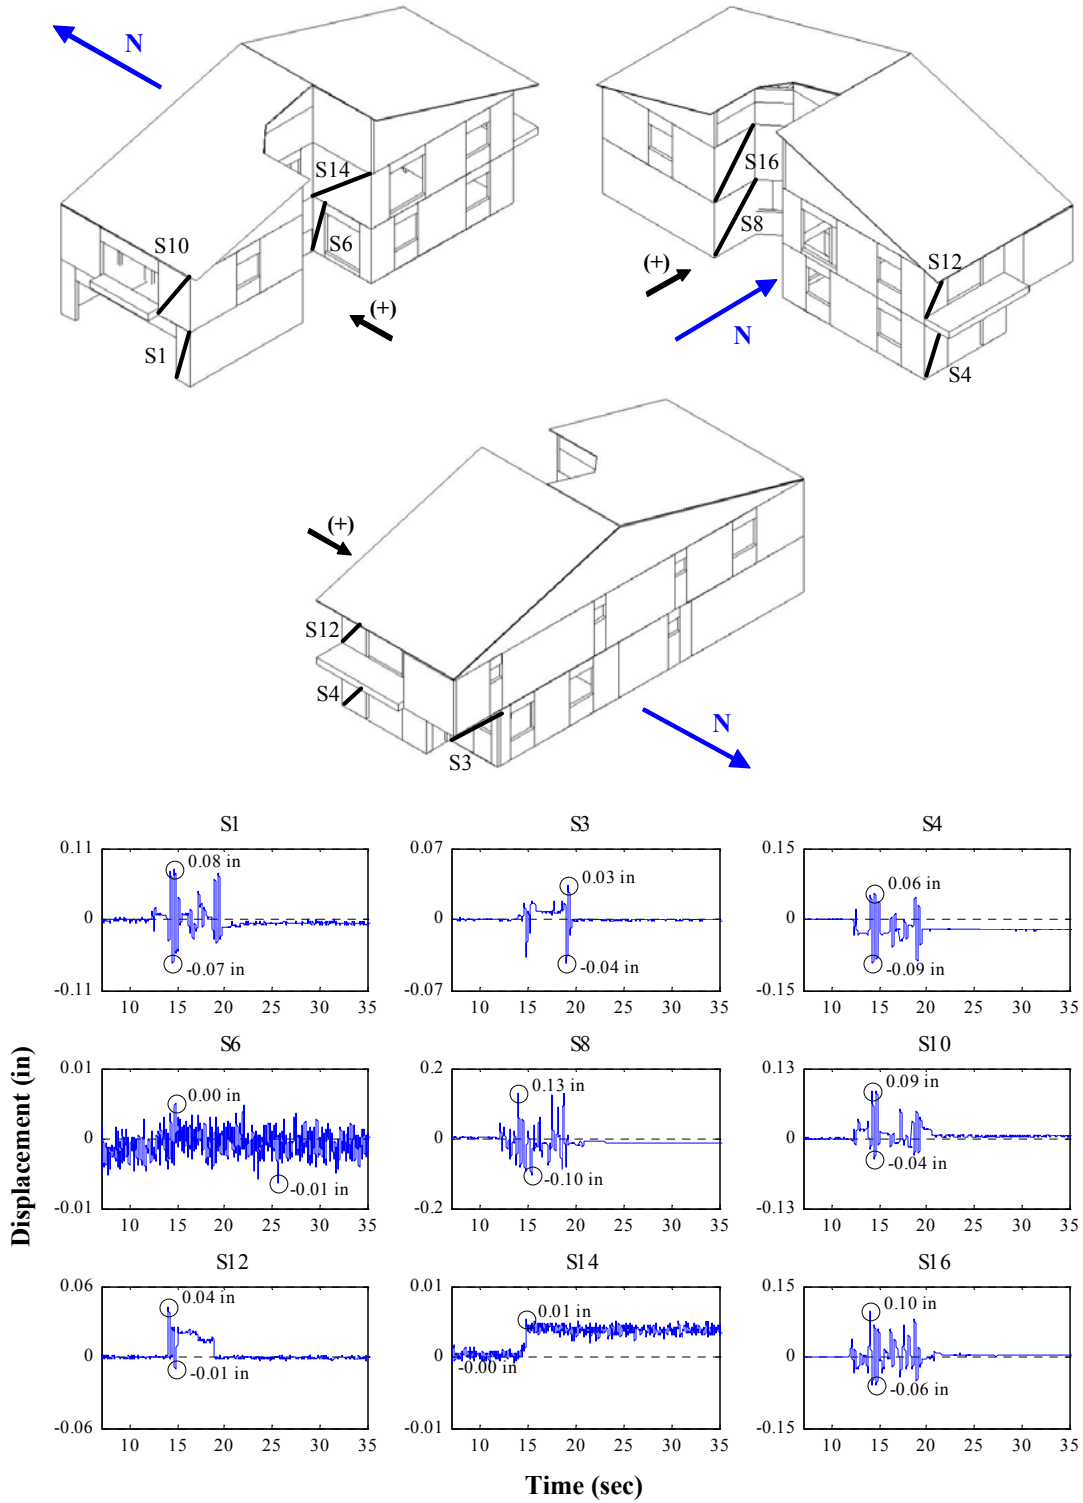 N
S14
S10
S6
(+)
S1
S16
S8
S12
(+)
N
S4
(+)
S12
S4
N
S3
S1
0.11
0.08 in
0
-0.07 in
-0.11
10 15 20 25 30 35
S3
0.07
0.03 in
0
-0.04 in
-0.07
10 15 20 25 30 35
S4
0.15
0.06 in
0
-0.09 in
-0.15
10 15 20 25 30 35
S6
0.01
0.00 in
0
-0.01 in
-0.01
10 15 20 25 30 35
S8
0.2
0.13 in
0
-0.10 in
-0.2
10 15 20 25 30 35
S10
0.13
0.09 in
0
-0.04 in
-0.13
10 15 20 25 30 35
S12
0.06
0.04 in
0
-0.01 in
-0.06
10 15 20 25 30 35
S14
0.01
0.01 in
0
-0.00 in
-0.01
10 15 20 25 30 35
S16
0.15
0.10 in
0
-0.06 in
-0.15
10 15 20 25 30 35
Displacement (in)
Time (sec)